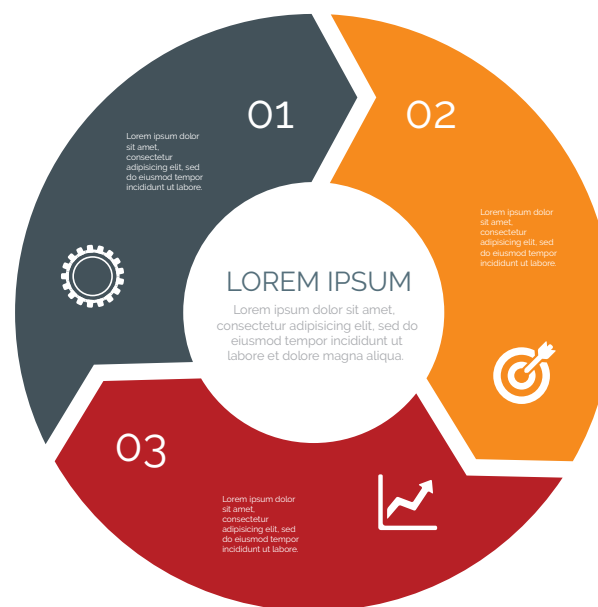 01
Lorem ipsum dolor
sit amet,
consectetur
adipisicing elit, sed
do eiusmod tempor
incididunt ut labore.
02
Lorem ipsum dolor
sit amet,
consectetur
adipisicing elit, sed
do eiusmod tempor
incididunt ut labore.
LOREM IPSUM
Lorem ipsum dolor sit amet,
consectetur adipisicing elit, sed do
eiusmod tempor incididunt ut
labore et dolore magna aliqua.
03
Lorem ipsum dolor
sit amet,
consectetur
adipisicing elit, sed
do eiusmod tempor
incididunt ut labore.